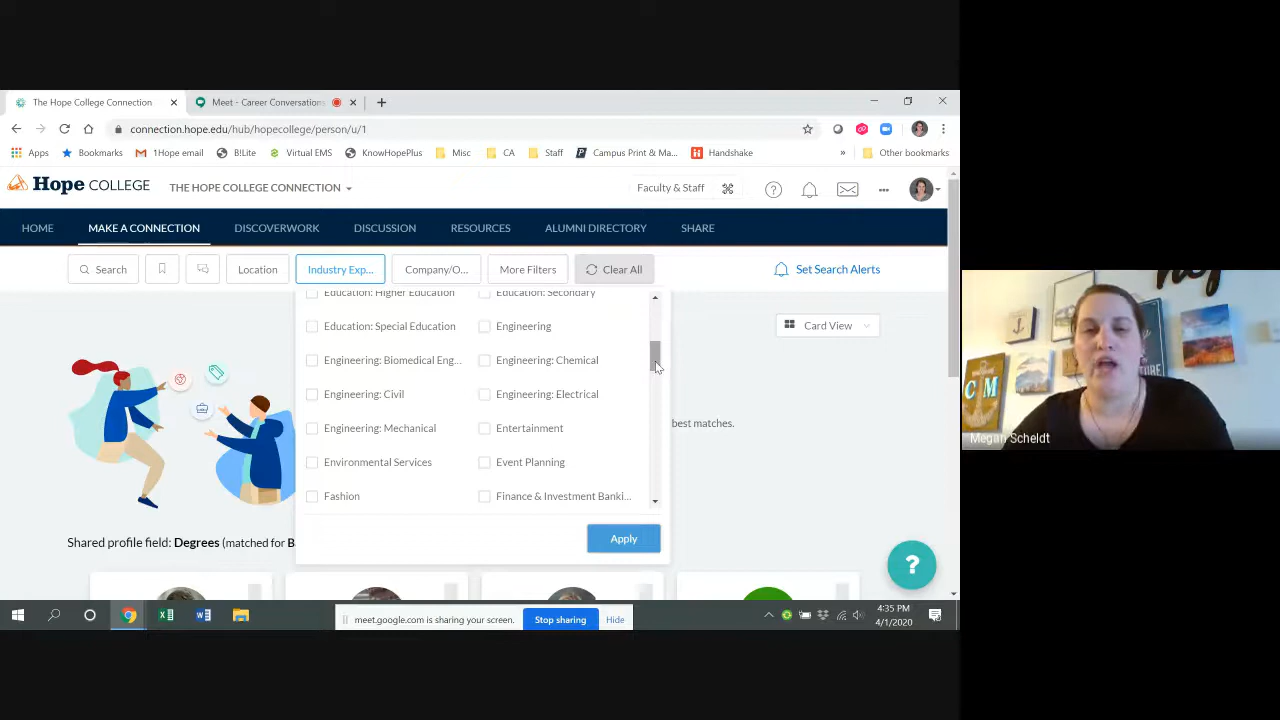 The Hope College Connection
Meet - Career Conversations
connection.hope.edu/hub/hopecollege/person/u/1
Apps Bookmarks 1Hope email B!Lite Virtual EMS KnowHopePlus Misc CA Staff Campus Print & Ma... Handshake » Other bookmarks
Hope COLLEGE THE HOPE COLLEGE CONNECTION Faculty & Staff
HOME MAKE A CONNECTION DISCOVERWORK DISCUSSION RESOURCES ALUMNI DIRECTORY SHARE
Search Location Industry Exp... Company/O... More Filters Clear All Set Search Alerts
Education: Higher Education Education: Secondary
Education: Special Education Engineering
Card View
Engineering: Biomedical Eng... Engineering: Chemical
Engineering: Civil Engineering: Electrical
Engineering: Mechanical Entertainment
best matches.
Environmental Services Event Planning
Fashion Finance & Investment Banki...
Apply
Shared profile field: Degrees (matched for B
?
meet.google.com is sharing your screen. Stop sharing Hide
4:35 PM
4/1/2020
CM
Megan Scheldt